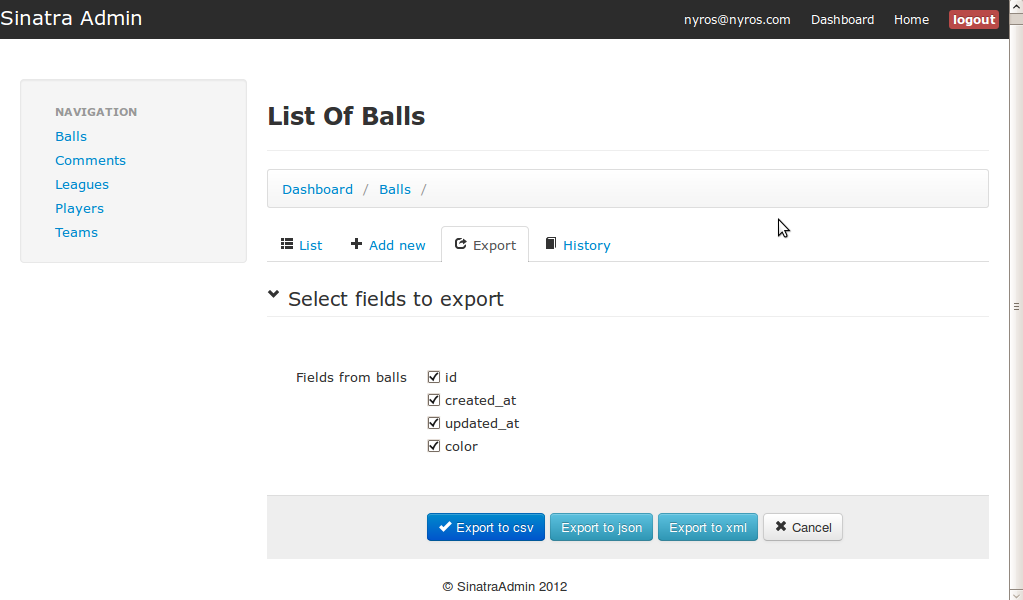 Sinatra Admin nyros@nyros.com Dashboard Home logout
NAVIGATION
Balls
Comments
Leagues
Players
Teams
List Of Balls
Dashboard / Balls /
List Add new Export History
Select fields to export
Fields from balls id
created_at
updated_at
color
Export to csv Export to json Export to xml Cancel
© SinatraAdmin 2012